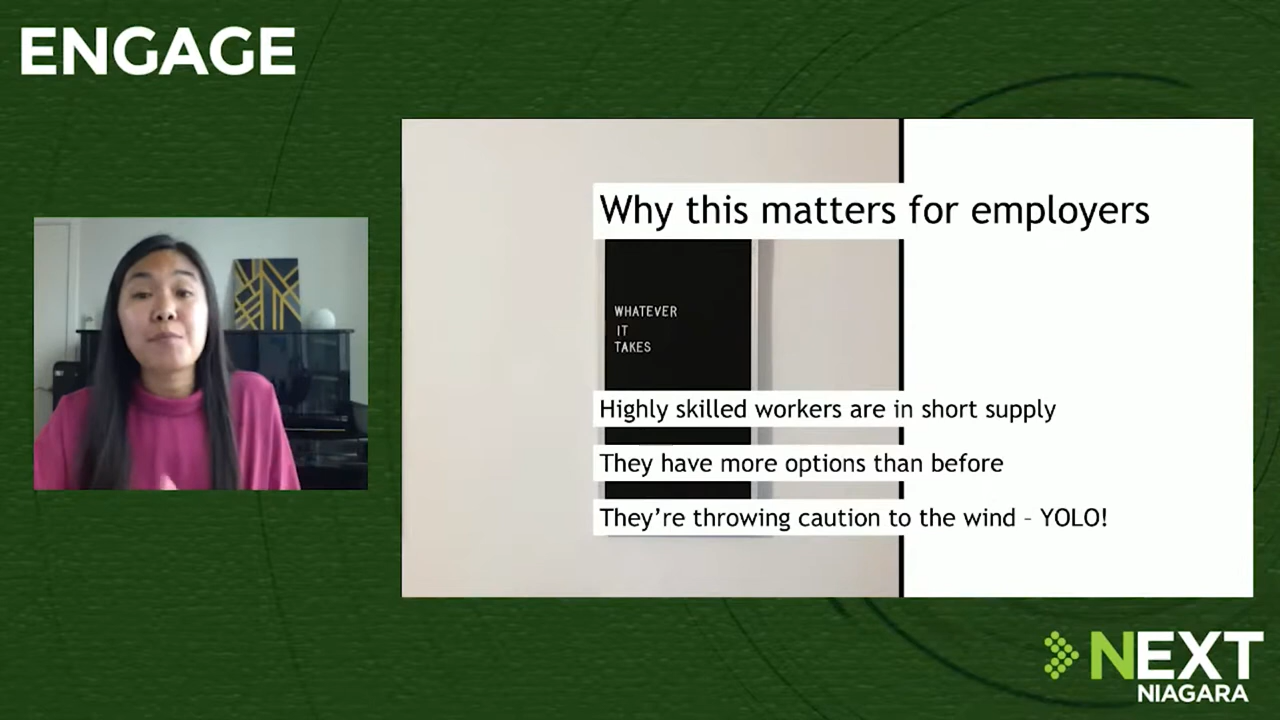 ENGAGE
Why this matters for employers
WHATEVER
IT
TAKES
Highly skilled workers are in short supply
They have more options than before
They’re throwing caution to the wind – YOLO!
NEXT
NIAGARA